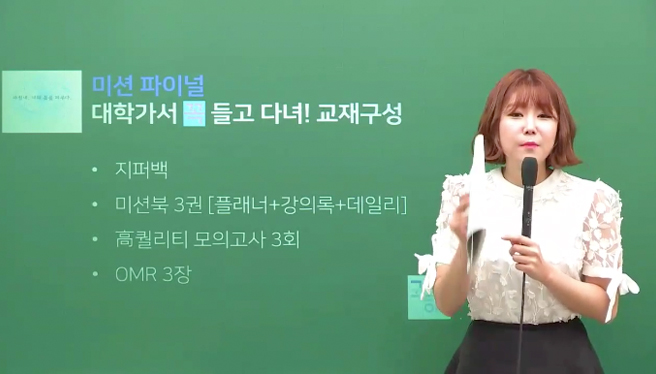 미션 파이널
대학가서 꼭 들고 다녀! 교재구성
• 지퍼백
• 미션북 3권 [플래너+강의록+데일리]
• 高퀄리티 모의고사 3회
• OMR 3장